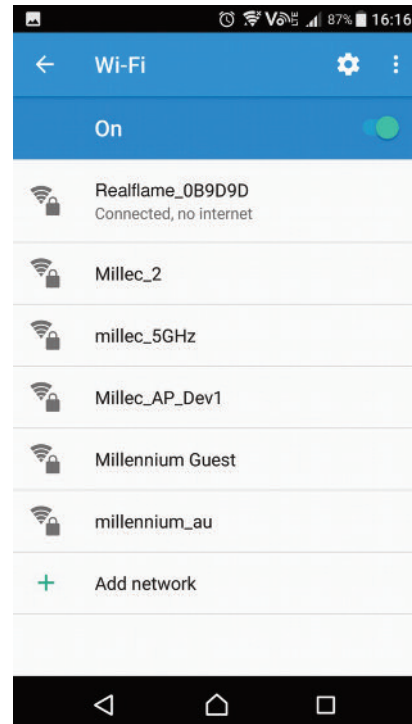 87% 16:16
Wi-Fi
On
Realflame_0B9D9D
Connected, no internet
Millec_2
millec_5GHz
Millec_AP_Dev1
Millennium Guest
millennium_au
Add network